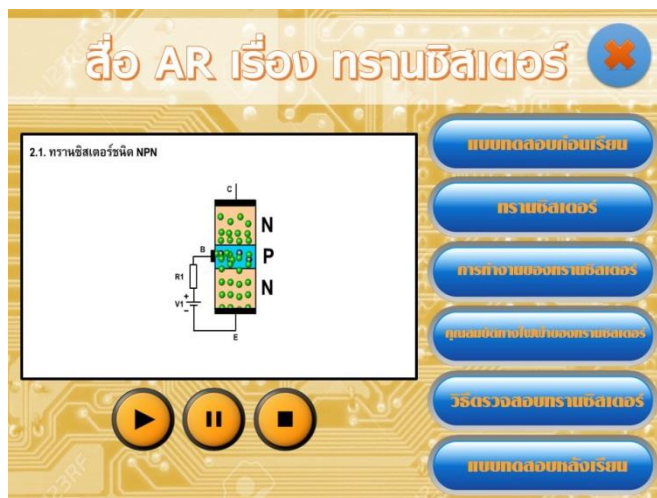 สื่อ AR เรื่อง ทรานซิสเตอร์
2.1. ทรานซิสเตอร์ชนิด NPN
C
N
B
P
R1
N
V1
+
−
E
แบบทดสอบก่อนเรียน
ทรานซิสเตอร์
การทำงานของทรานซิสเตอร์
คุณสมบัติทางไฟฟ้าของทรานซิสเตอร์
วิธีตรวจสอบทรานซิสเตอร์
แบบทดสอบหลังเรียน
123RF